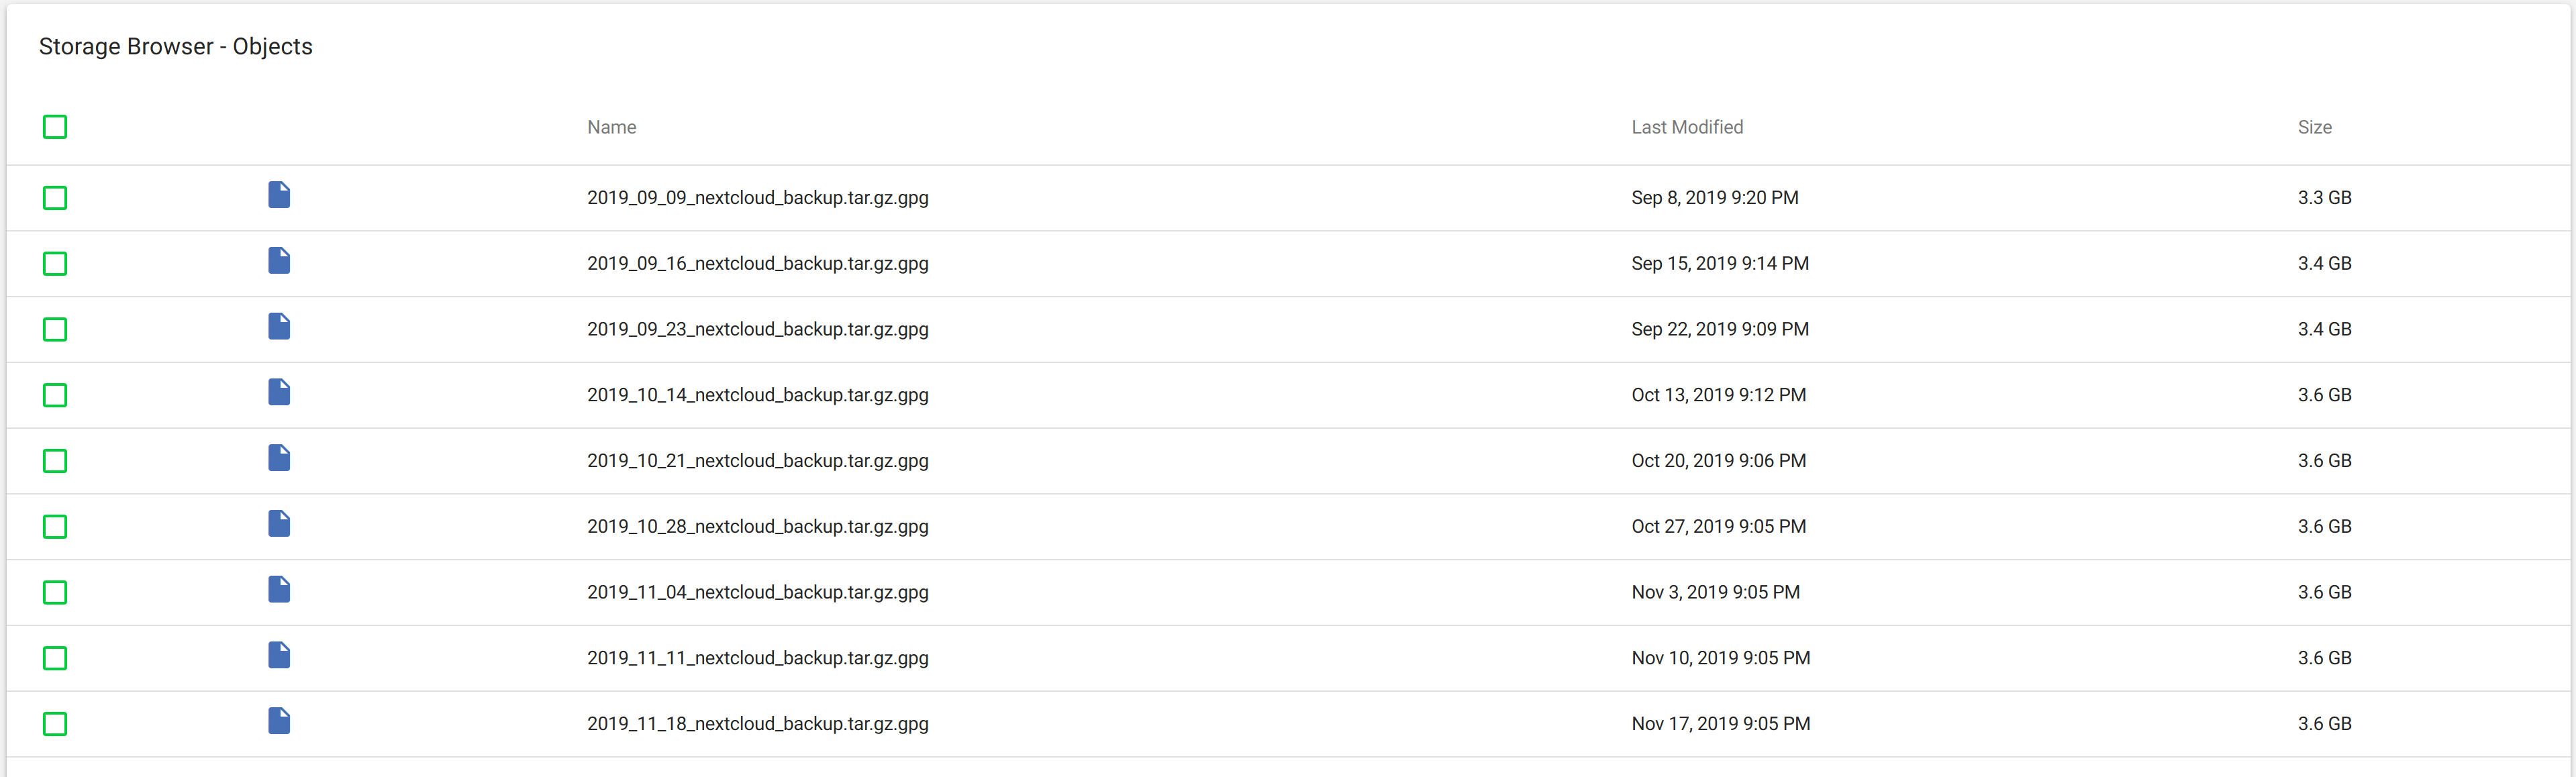 Storage Browser - Objects
Name Last Modified Size
2019_09_09_nextcloud_backup.tar.gz.gpg Sep 8, 2019 9:20 PM 3.3 GB
2019_09_16_nextcloud_backup.tar.gz.gpg Sep 15, 2019 9:14 PM 3.4 GB
2019_09_23_nextcloud_backup.tar.gz.gpg Sep 22, 2019 9:09 PM 3.4 GB
2019_10_14_nextcloud_backup.tar.gz.gpg Oct 13, 2019 9:12 PM 3.6 GB
2019_10_21_nextcloud_backup.tar.gz.gpg Oct 20, 2019 9:06 PM 3.6 GB
2019_10_28_nextcloud_backup.tar.gz.gpg Oct 27, 2019 9:05 PM 3.6 GB
2019_11_04_nextcloud_backup.tar.gz.gpg Nov 3, 2019 9:05 PM 3.6 GB
2019_11_11_nextcloud_backup.tar.gz.gpg Nov 10, 2019 9:05 PM 3.6 GB
2019_11_18_nextcloud_backup.tar.gz.gpg Nov 17, 2019 9:05 PM 3.6 GB